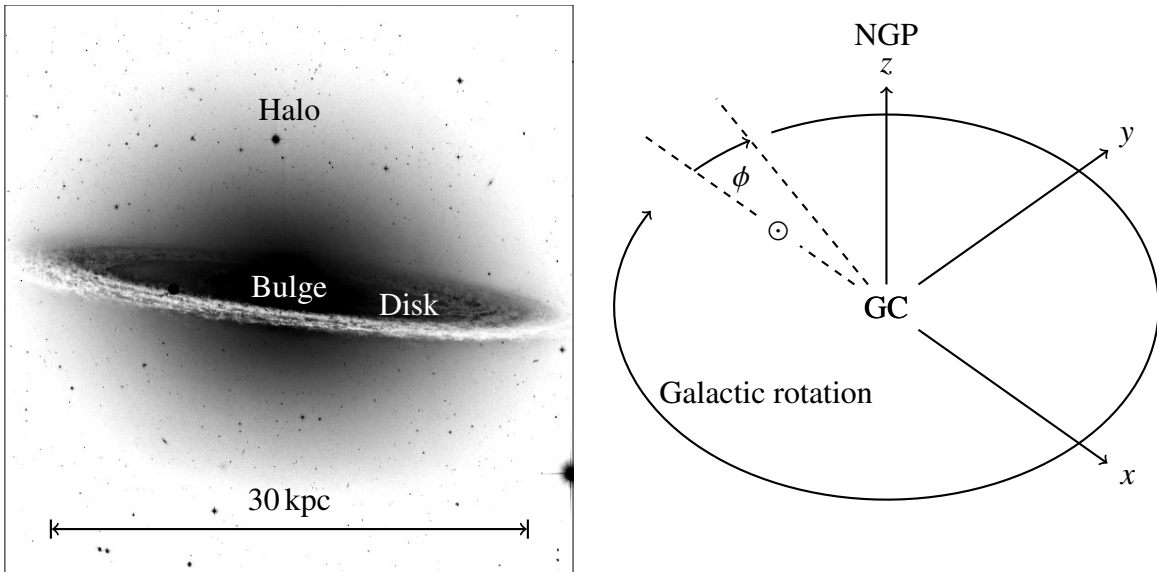 Halo
Bulge
Disk
30 kpc
NGP
z
y
ϕ
⊙
GC
Galactic rotation
x